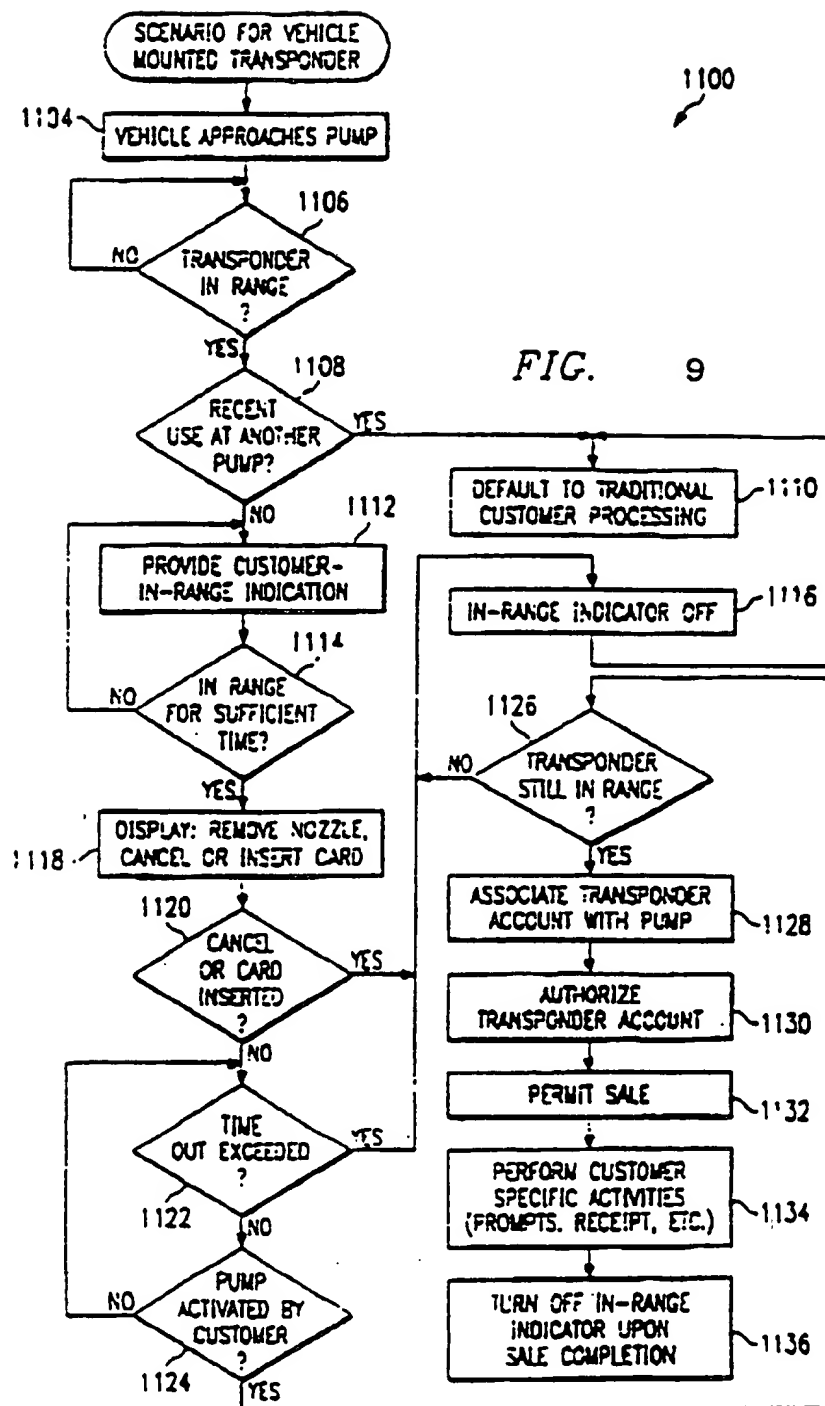 SCENARIO FOR VEHICLE
MOUNTED TRANSPONDER
1100
1104
VEHICLE APPROACHES PUMP
1106
NO
TRANSPONDER
IN RANGE
?
YES
1108
FIG. 9
RECENT
USE AT ANOTHER
PUMP?
YES
NO
DEFAULT TO TRADITIONAL
CUSTOMER PROCESSING
1110
1112
PROVIDE CUSTOMER-
IN-RANGE INDICATION
IN-RANGE INDICATOR OFF
1116
1114
NO
IN RANGE
FOR SUFFICIENT
TIME?
YES
1118
DISPLAY: REMOVE NOZZLE,
CANCEL OR INSERT CARD
1120
CANCEL
OR CARD
INSERTED
?
YES
NO
TIME
OUT EXCEEDED
?
YES
1122
NO
NO
PUMP
ACTIVATED BY
CUSTOMER
?
1124
YES
1126
NO
TRANSPONDER
STILL IN RANGE
?
YES
ASSOCIATE TRANSPONDER
ACCOUNT WITH PUMP
1128
AUTHORIZE
TRANSPONDER ACCOUNT
1130
PERMIT SALE
1132
PERFORM CUSTOMER
SPECIFIC ACTIVITIES
(PROMPTS, RECEIPT, ETC.)
1134
TURN OFF IN-RANGE
INDICATOR UPON
SALE COMPLETION
1136